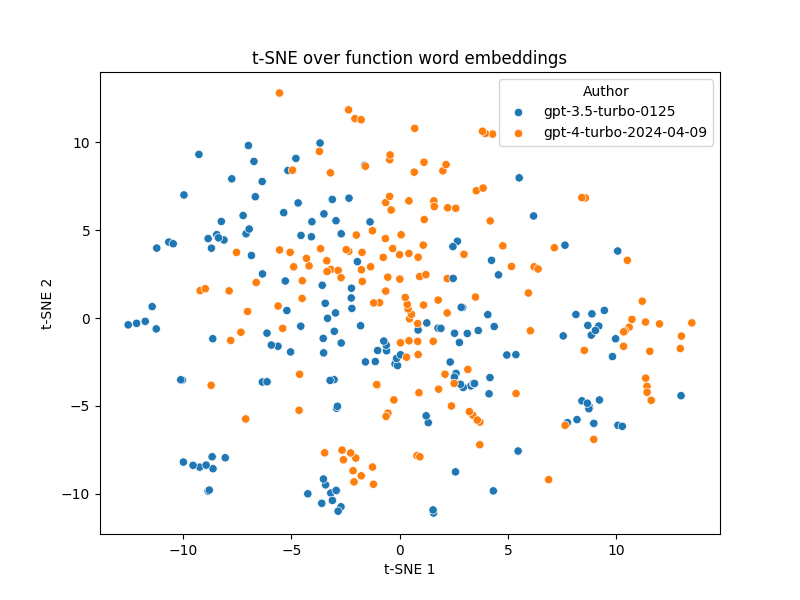 t-SNE over function word embeddings
Author
gpt-3.5-turbo-0125
gpt-4-turbo-2024-04-09
10
5
0
−5
−10
t-SNE 2
−10
−5
0
5
10
t-SNE 1